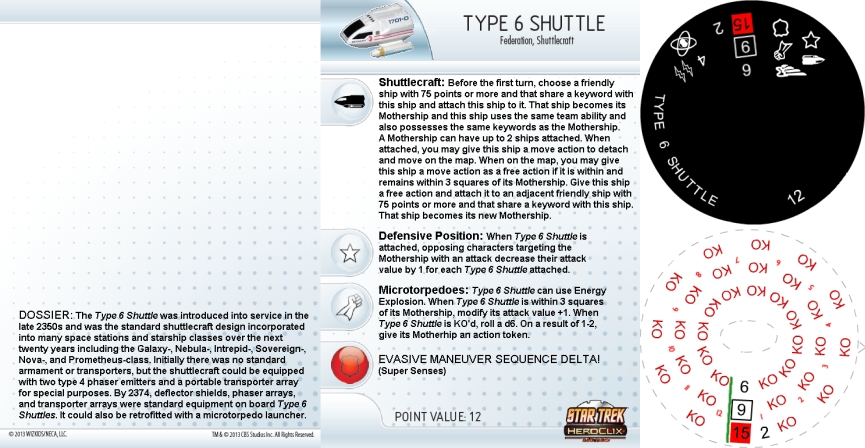 DOSSIER: The Type 6 Shuttle was introduced into service in the
late 2350s and was the standard shuttlecraft design incorporated
into many space stations and starship classes over the next
twenty years including the Galaxy-, Nebula-, Intrepid-, Sovereign-,
Nova-, and Prometheus-class. Initially there was no standard
armament or transporters, but the shuttlecraft could be equipped
with two type 4 phaser emitters and a portable transporter array
for special purposes. By 2374, deflector shields, phaser arrays,
and transporter arrays were standard equipment on board Type 6
Shuttles. It could also be retrofitted with a microtorpedo launcher.
© 2013 WIZKIDS/NECA, LLC.
TM & © 2013 CBS Studios Inc. All Rights Reserved.
1701-D
TYPE 6 SHUTTLE
Federation, Shuttlecraft
Shuttlecraft: Before the first turn, choose a friendly
ship with 75 points or more and that share a keyword with
this ship and attach this ship to it. That ship becomes its
Mothership and this ship uses the same team ability and
also possesses the same keywords as the Mothership.
A Mothership can have up to 2 ships attached. When
attached, you may give this ship a move action to detach
and move on the map. When on the map, you may give
this ship a move action as a free action if it is within and
remains within 3 squares of its Mothership. Give this ship
a free action and attach it to an adjacent friendly ship with
75 points or more and that share a keyword with this ship.
That ship becomes its new Mothership.
Defensive Position: When Type 6 Shuttle is
attached, opposing characters targeting the
Mothership with an attack decrease their attack
value by 1 for each Type 6 Shuttle attached.
Microtorpedoes: Type 6 Shuttle can use Energy
Explosion. When Type 6 Shuttle is within 3 squares
of its Mothership, modify its attack value +1. When
Type 6 Shuttle is KO'd, roll a d6. On a result of 1-2,
give its Motherhip an action token.
EVASIVE MANEUVER SEQUENCE DELTA!
(Super Senses)
POINT VALUE: 12
STAR TREK
HEROCLIX
2
15
9
6
4
TYPE 6 SHUTTLE
12
KO KO KO KO KO KO KO KO KO KO KO
KO KO KO KO KO KO KO KO KO KO KO
KO KO KO KO KO KO KO KO KO KO KO
6
9
15 2